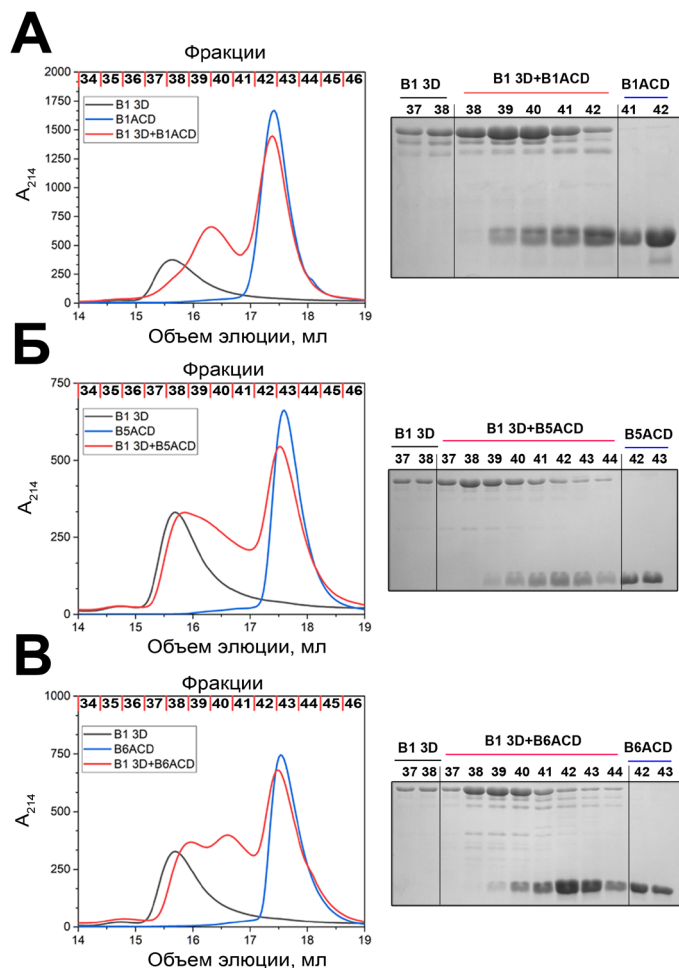 А
Фракции
34 35 36 37 38 39 40 41 42 43 44 45 46
2000
1750
1500
1250
1000
750
500
250
0
A214
B1 3D
B1ACD
B1 3D+B1ACD
14 15 16 17 18 19
Объем элюции, мл
B1 3D B1 3D+B1ACD B1ACD
37 38 38 39 40 41 42 41 42
Б
Фракции
34 35 36 37 38 39 40 41 42 43 44 45 46
750
500
250
0
A214
B1 3D
B5ACD
B1 3D+B5ACD
14 15 16 17 18 19
Объем элюции, мл
B1 3D B1 3D+B5ACD B5ACD
37 38 37 38 39 40 41 42 43 44 42 43
В
Фракции
34 35 36 37 38 39 40 41 42 43 44 45 46
1000
750
500
250
0
A214
B1 3D
B6ACD
B1 3D+B6ACD
14 15 16 17 18 19
Объем элюции, мл
B1 3D B1 3D+B6ACD B6ACD
37 38 37 38 39 40 41 42 43 44 42 43